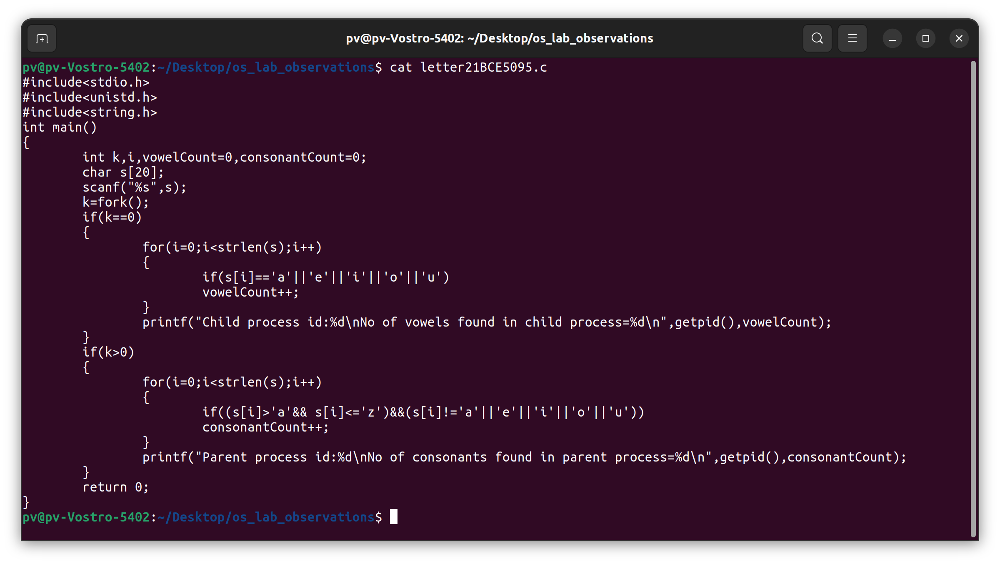 pv@pv-Vostro-5402: ~/Desktop/os_lab_observations
pv@pv-Vostro-5402:~/Desktop/os_lab_observations$ cat letter21BCE5095.c
#include<stdio.h>
#include<unistd.h>
#include<string.h>
int main()
{
        int k,i,vowelCount=0,consonantCount=0;
        char s[20];
        scanf("%s",s);
        k=fork();
        if(k==0)
        {
                for(i=0;i<strlen(s);i++)
                {
                        if(s[i]=='a'||'e'||'i'||'o'||'u')
                        vowelCount++;
                }
                printf("Child process id:%d\nNo of vowels found in child process=%d\n",getpid(),vowelCount);
        }
        if(k>0)
        {
                for(i=0;i<strlen(s);i++)
                {
                        if((s[i]>'a'&& s[i]<='z')&&(s[i]!='a'||'e'||'i'||'o'||'u'))
                        consonantCount++;
                }
                printf("Parent process id:%d\nNo of consonants found in parent process=%d\n",getpid(),consonantCount);
        }
        return 0;
}
pv@pv-Vostro-5402:~/Desktop/os_lab_observations$